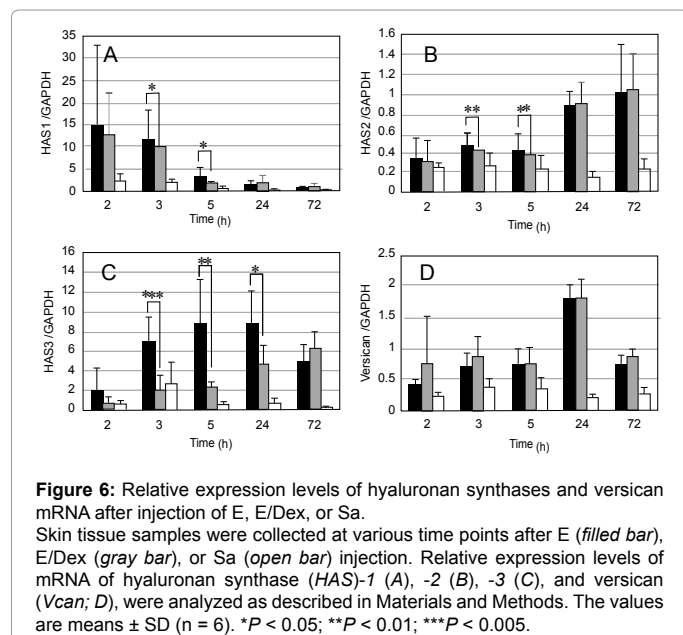 A
HAS1 /GAPDH
35
30
25
20
15
10
5
0
*
*
2 3 5 24 72
Time (h)
B
HAS2 /GAPDH
1.6
1.4
1.2
1
0.8
0.6
0.4
0.2
0
**
**
2 3 5 24 72
Time (h)
C
HAS3 /GAPDH
16
14
12
10
8
6
4
2
0
***
**
*
2 3 5 24 72
Time (h)
D
Versican /GAPDH
2.5
2
1.5
1
0.5
0
2 3 5 24 72
Time (h)
Figure 6: Relative expression levels of hyaluronan synthases and versican
mRNA after injection of E, E/Dex, or Sa.
Skin tissue samples were collected at various time points after E (filled bar),
E/Dex (gray bar), or Sa (open bar) injection. Relative expression levels of
mRNA of hyaluronan synthase (HAS)-1 (A), -2 (B), -3 (C), and versican
(Vcan; D), were analyzed as described in Materials and Methods. The values
are means ± SD (n = 6). *P < 0.05; **P < 0.01; ***P < 0.005.